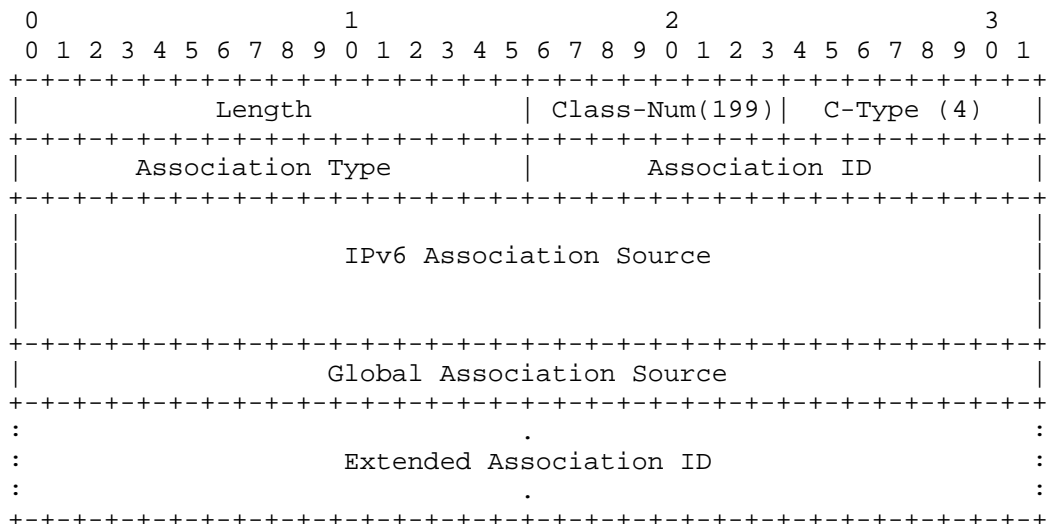 0                   1                   2                   3
 0 1 2 3 4 5 6 7 8 9 0 1 2 3 4 5 6 7 8 9 0 1 2 3 4 5 6 7 8 9 0 1
+-+-+-+-+-+-+-+-+-+-+-+-+-+-+-+-+-+-+-+-+-+-+-+-+-+-+-+-+-+-+-+-+
|            Length             | Class-Num(199)|  C-Type (4)   |
+-+-+-+-+-+-+-+-+-+-+-+-+-+-+-+-+-+-+-+-+-+-+-+-+-+-+-+-+-+-+-+-+
|       Association Type        |       Association ID          |
+-+-+-+-+-+-+-+-+-+-+-+-+-+-+-+-+-+-+-+-+-+-+-+-+-+-+-+-+-+-+-+-+
|                                                               |
|                    IPv6 Association Source                    |
|                                                               |
|                                                               |
+-+-+-+-+-+-+-+-+-+-+-+-+-+-+-+-+-+-+-+-+-+-+-+-+-+-+-+-+-+-+-+-+
|                   Global Association Source                   |
+-+-+-+-+-+-+-+-+-+-+-+-+-+-+-+-+-+-+-+-+-+-+-+-+-+-+-+-+-+-+-+-+
:                               .                               :
:                    Extended Association ID                    :
:                               .                               :
+-+-+-+-+-+-+-+-+-+-+-+-+-+-+-+-+-+-+-+-+-+-+-+-+-+-+-+-+-+-+-+-+